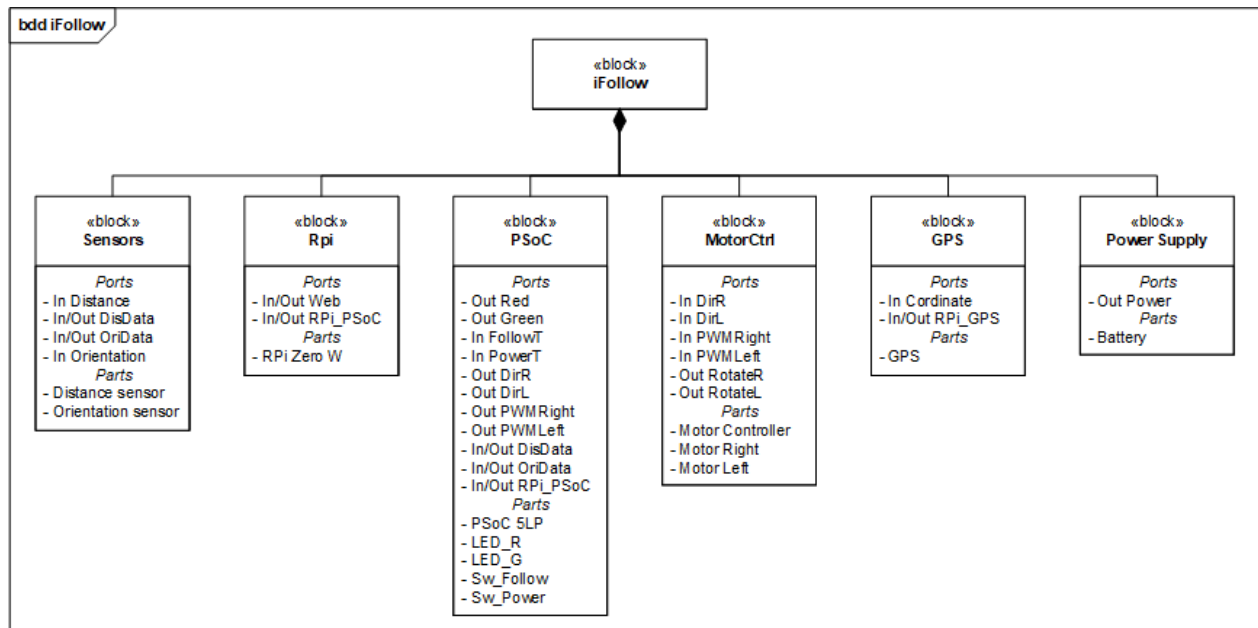 bdd iFollow
«block»
iFollow
«block»
Sensors
Ports
- In Distance
- In/Out DisData
- In/Out OriData
- In Orientation
Parts
- Distance sensor
- Orientation sensor
«block»
Rpi
Ports
- In/Out Web
- In/Out RPi_PSoC
Parts
- RPi Zero W
«block»
PSoC
Ports
- Out Red
- Out Green
- In FollowT
- In PowerT
- Out DirR
- Out DirL
- Out PWMRight
- Out PWMLeft
- In/Out DisData
- In/Out OriData
- In/Out RPi_PSoC
Parts
- PSoC 5LP
- LED_R
- LED_G
- Sw_Follow
- Sw_Power
«block»
MotorCtrl
Ports
- In DirR
- In DirL
- In PWMRight
- In PWMLeft
- Out RotateR
- Out RotateL
Parts
- Motor Controller
- Motor Right
- Motor Left
«block»
GPS
Ports
- In Cordinate
- In/Out RPi_GPS
Parts
- GPS
«block»
Power Supply
Ports
- Out Power
Parts
- Battery